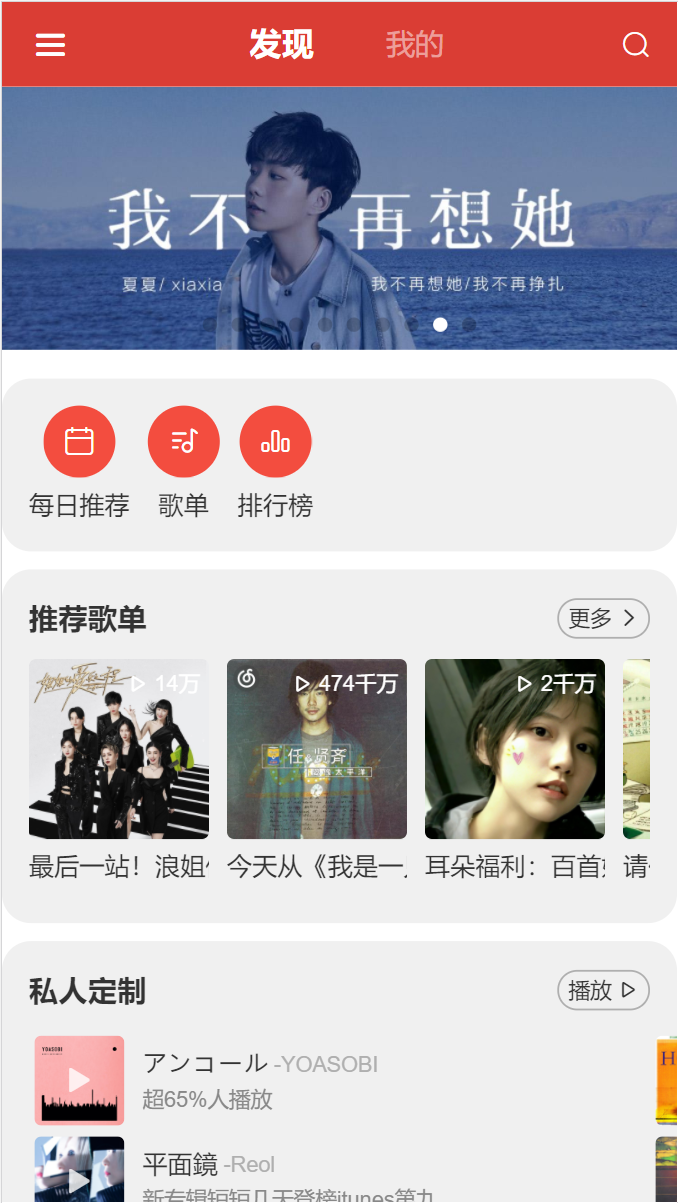 发现
我的
我不再想她
夏夏/ xiaxia
我不再想她/我不再挣扎
每日推荐
歌单
排行榜
推荐歌单
更多
14万
474千万
任贤齐
2千万
最后一站！浪姐
今天从《我是一
耳朵福利：百首
请
私人定制
播放
YOASOBI
アンコール -YOASOBI
超65%人播放
H
平面鏡 -Reol
新专辑短短几天登榜itunes第九